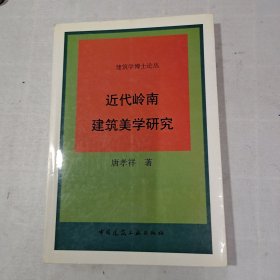 建筑学博士论丛
近代岭南
建筑美学研究
唐孝祥 著
中国建筑工业出版社